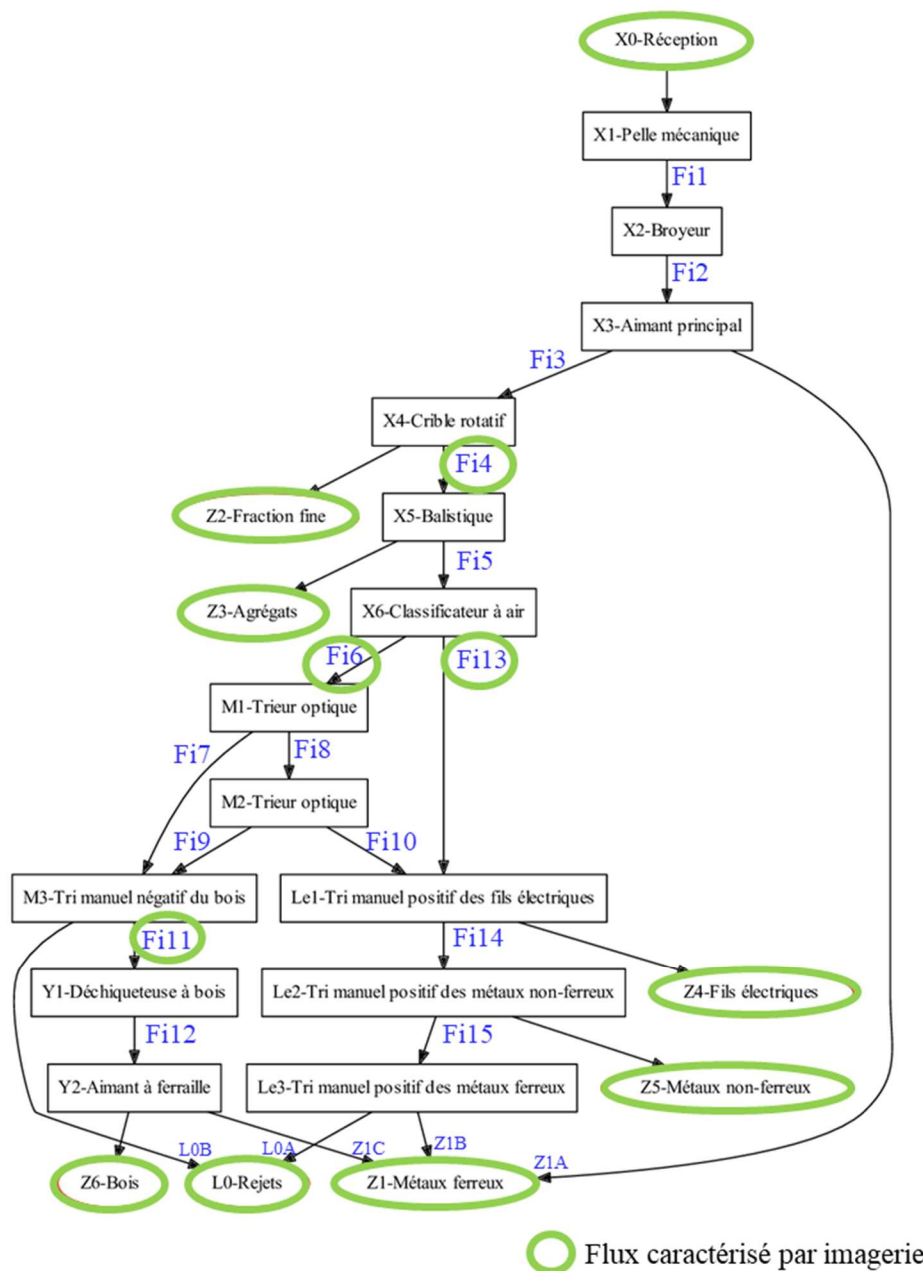 X0-Réception
X1-Pelle mécanique
Fi1
X2-Broyeur
Fi2
X3-Aimant principal
Fi3
X4-Crible rotatif
Fi4
Z2-Fraction fine
X5-Balistique
Fi5
Z3-Agrégats
X6-Classificateur à air
Fi6
Fi13
M1-Trieur optique
Fi7
Fi8
M2-Trieur optique
Fi9
Fi10
M3-Tri manuel négatif du bois
Le1-Tri manuel positif des fils électriques
Fi11
Fi14
Y1-Déchiqueteuse à bois
Le2-Tri manuel positif des métaux non-ferreux
Z4-Fils électriques
Fi12
Fi15
Y2-Aimant à ferraille
Le3-Tri manuel positif des métaux ferreux
Z5-Métaux non-ferreux
L0B
L0A
Z1C
Z1B
Z1A
Z6-Bois
L0-Rejets
Z1-Métaux ferreux
Flux caractérisé par imagerie